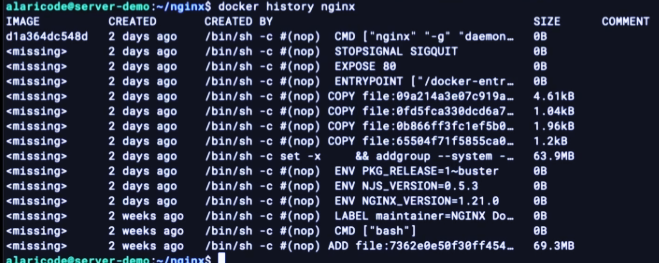 alaricode@server-demo:~/nginx$ docker history nginx
IMAGE CREATED CREATED BY SIZE COMMENT
d1a364dc548d 2 days ago /bin/sh -c #(nop) CMD ["nginx" "-g" "daemon… 0B
<missing> 2 days ago /bin/sh -c #(nop) STOPSIGNAL SIGQUIT 0B
<missing> 2 days ago /bin/sh -c #(nop) EXPOSE 80 0B
<missing> 2 days ago /bin/sh -c #(nop) ENTRYPOINT ["/docker-entr… 0B
<missing> 2 days ago /bin/sh -c #(nop) COPY file:09a214a3e07c919a… 4.61kB
<missing> 2 days ago /bin/sh -c #(nop) COPY file:0fd5fca330dcd6a7… 1.04kB
<missing> 2 days ago /bin/sh -c #(nop) COPY file:0b866ff3fc1ef5b0… 1.96kB
<missing> 2 days ago /bin/sh -c #(nop) COPY file:65504f71f5855ca0… 1.2kB
<missing> 2 days ago /bin/sh -c set -x && addgroup --system -… 63.9MB
<missing> 2 days ago /bin/sh -c #(nop) ENV PKG_RELEASE=1~buster 0B
<missing> 2 days ago /bin/sh -c #(nop) ENV NJS_VERSION=0.5.3 0B
<missing> 2 days ago /bin/sh -c #(nop) ENV NGINX_VERSION=1.21.0 0B
<missing> 2 weeks ago /bin/sh -c #(nop) LABEL maintainer=NGINX Do… 0B
<missing> 2 weeks ago /bin/sh -c #(nop) CMD ["bash"] 0B
<missing> 2 weeks ago /bin/sh -c #(nop) ADD file:7362e0e50f30ff454… 69.3MB
alaricode@server-demo:~/nginx$